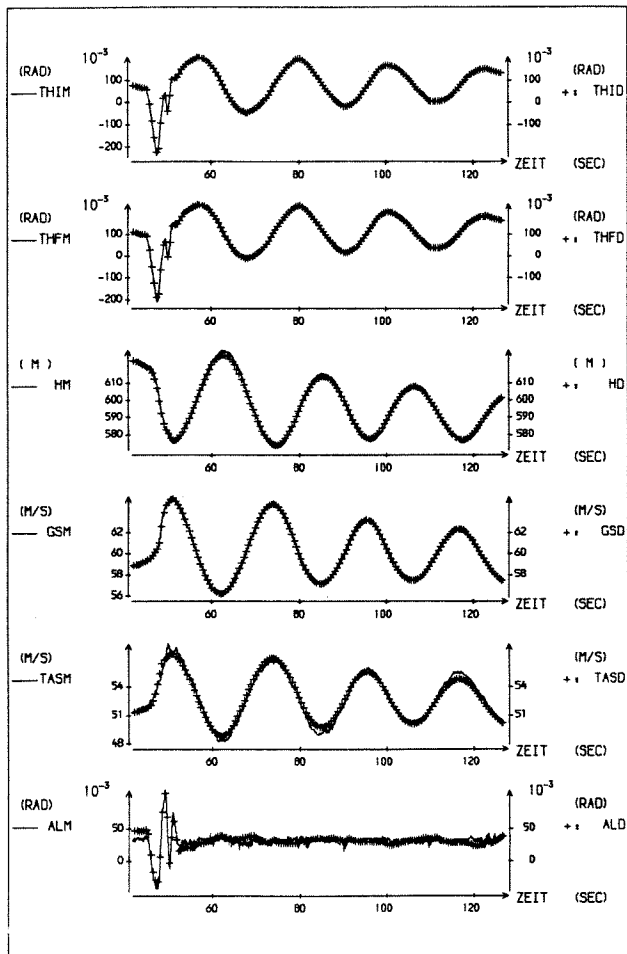 10⁻³ 10⁻³
(RAD) (RAD)
THIM +: THID
100 100
0 0
-100 -100
-200
60 80 100 120 ZEIT (SEC)
10⁻³ 10⁻³
(RAD) (RAD)
THFM +: THFD
100 100
0 0
-100 -100
-200
60 80 100 120 ZEIT (SEC)
( M ) ( M )
HM +: HD
610 610
600 600
590 590
580 580
60 80 100 120 ZEIT (SEC)
(M/S) (M/S)
GSM +: GSD
62 62
60 60
58 58
56
60 80 100 120 ZEIT (SEC)
(M/S) (M/S)
TASM +: TASD
54 54
51 51
48
60 80 100 120 ZEIT (SEC)
10⁻³ 10⁻³
(RAD) (RAD)
ALM +: ALD
50 50
0 0
60 80 100 120 ZEIT (SEC)